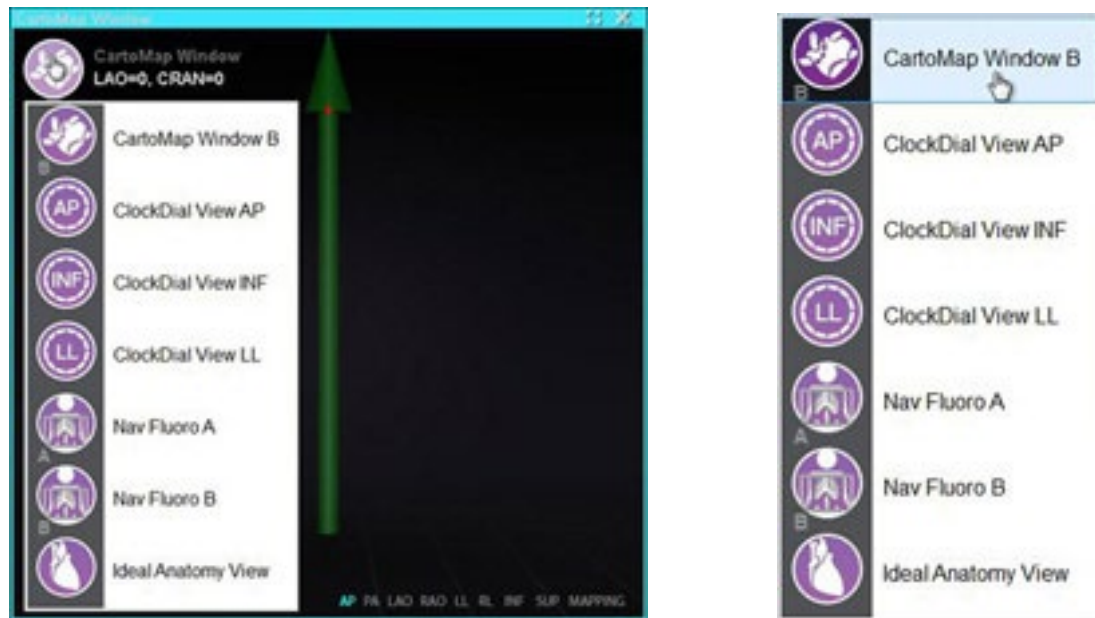 CartoMap Window
CartoMap Window
LAO=0, CRAN=0
B
CartoMap Window B
AP
ClockDial View AP
INF
ClockDial View INF
LL
ClockDial View LL
A
Nav Fluoro A
B
Nav Fluoro B
Ideal Anatomy View
AP PA LAO RAO LL RL INF SUP MAPPING
B
CartoMap Window B
AP
ClockDial View AP
INF
ClockDial View INF
LL
ClockDial View LL
A
Nav Fluoro A
B
Nav Fluoro B
Ideal Anatomy View